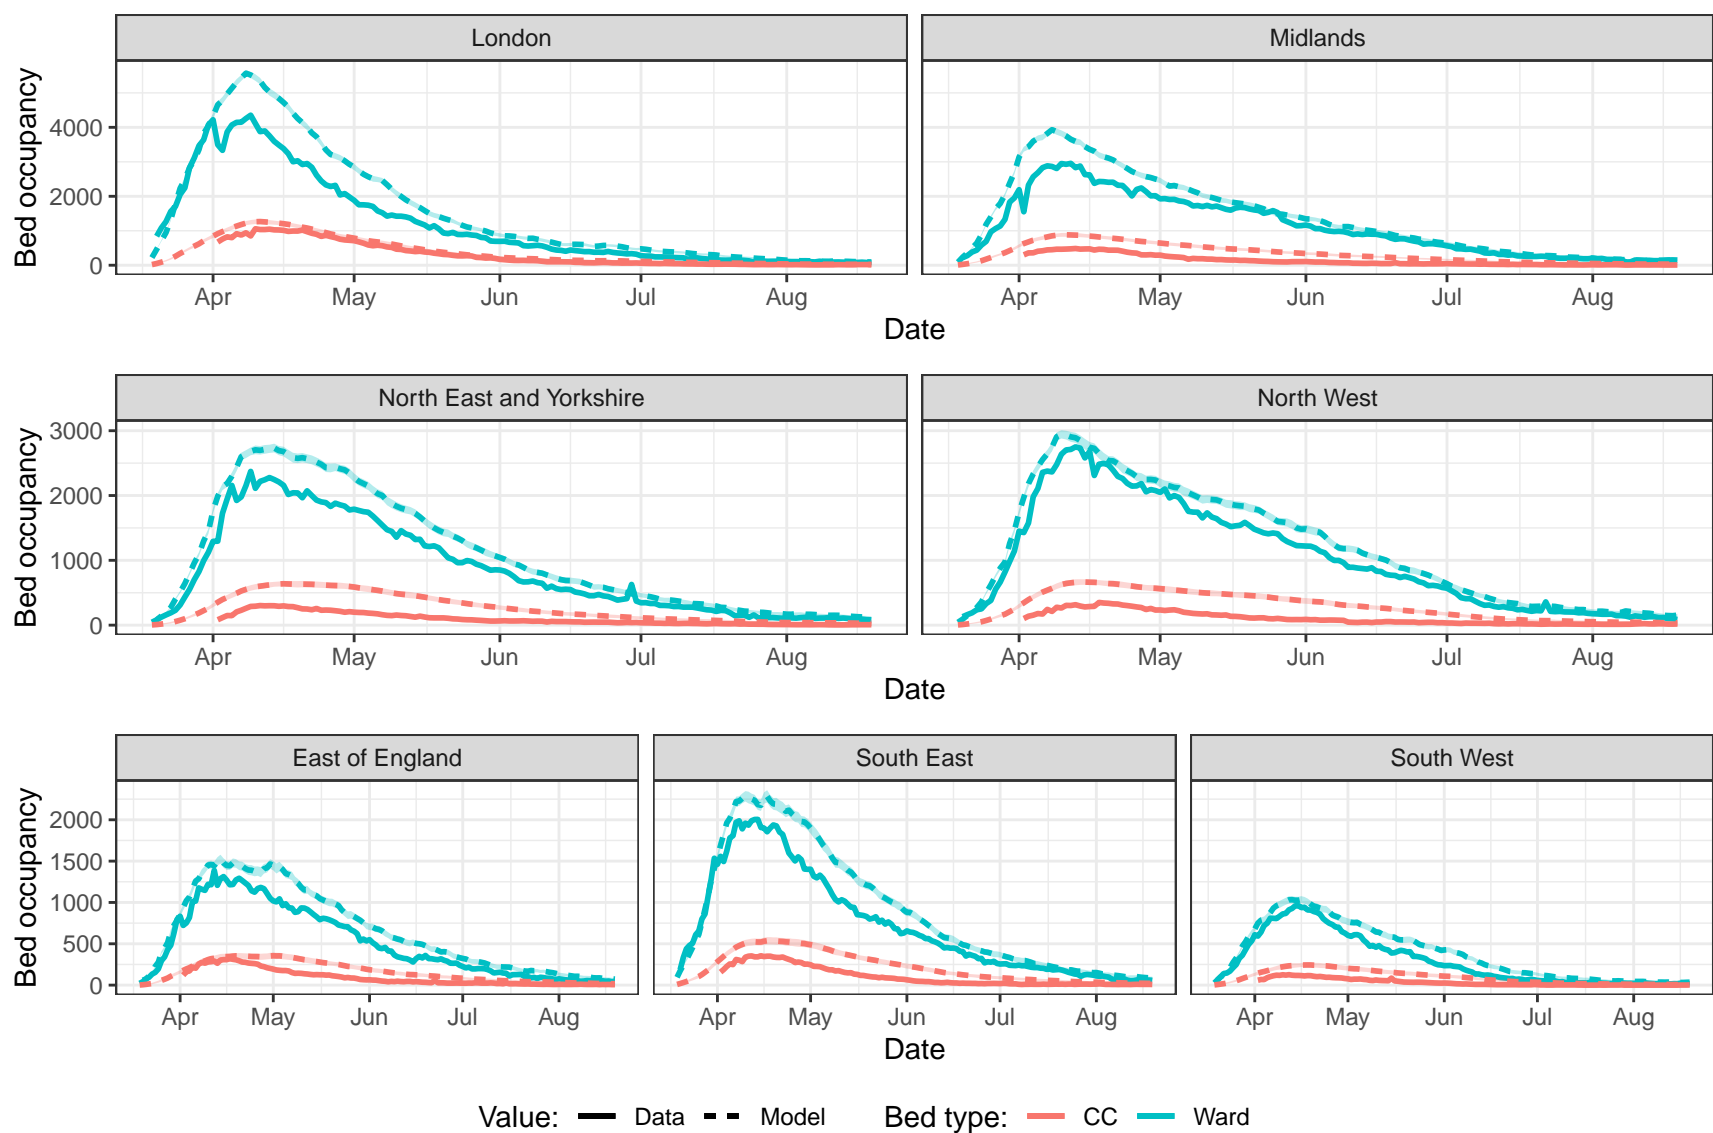 London Midlands
Bed occupancy
4000
2000
0
Apr May Jun Jul Aug Apr May Jun Jul Aug
Date
North East and Yorkshire North West
Bed occupancy
3000
2000
1000
0
Apr May Jun Jul Aug Apr May Jun Jul Aug
Date
East of England South East South West
Bed occupancy
2000
1500
1000
500
0
Apr May Jun Jul Aug Apr May Jun Jul Aug Apr May Jun Jul Aug
Date
Value: Data Model Bed type: CC Ward